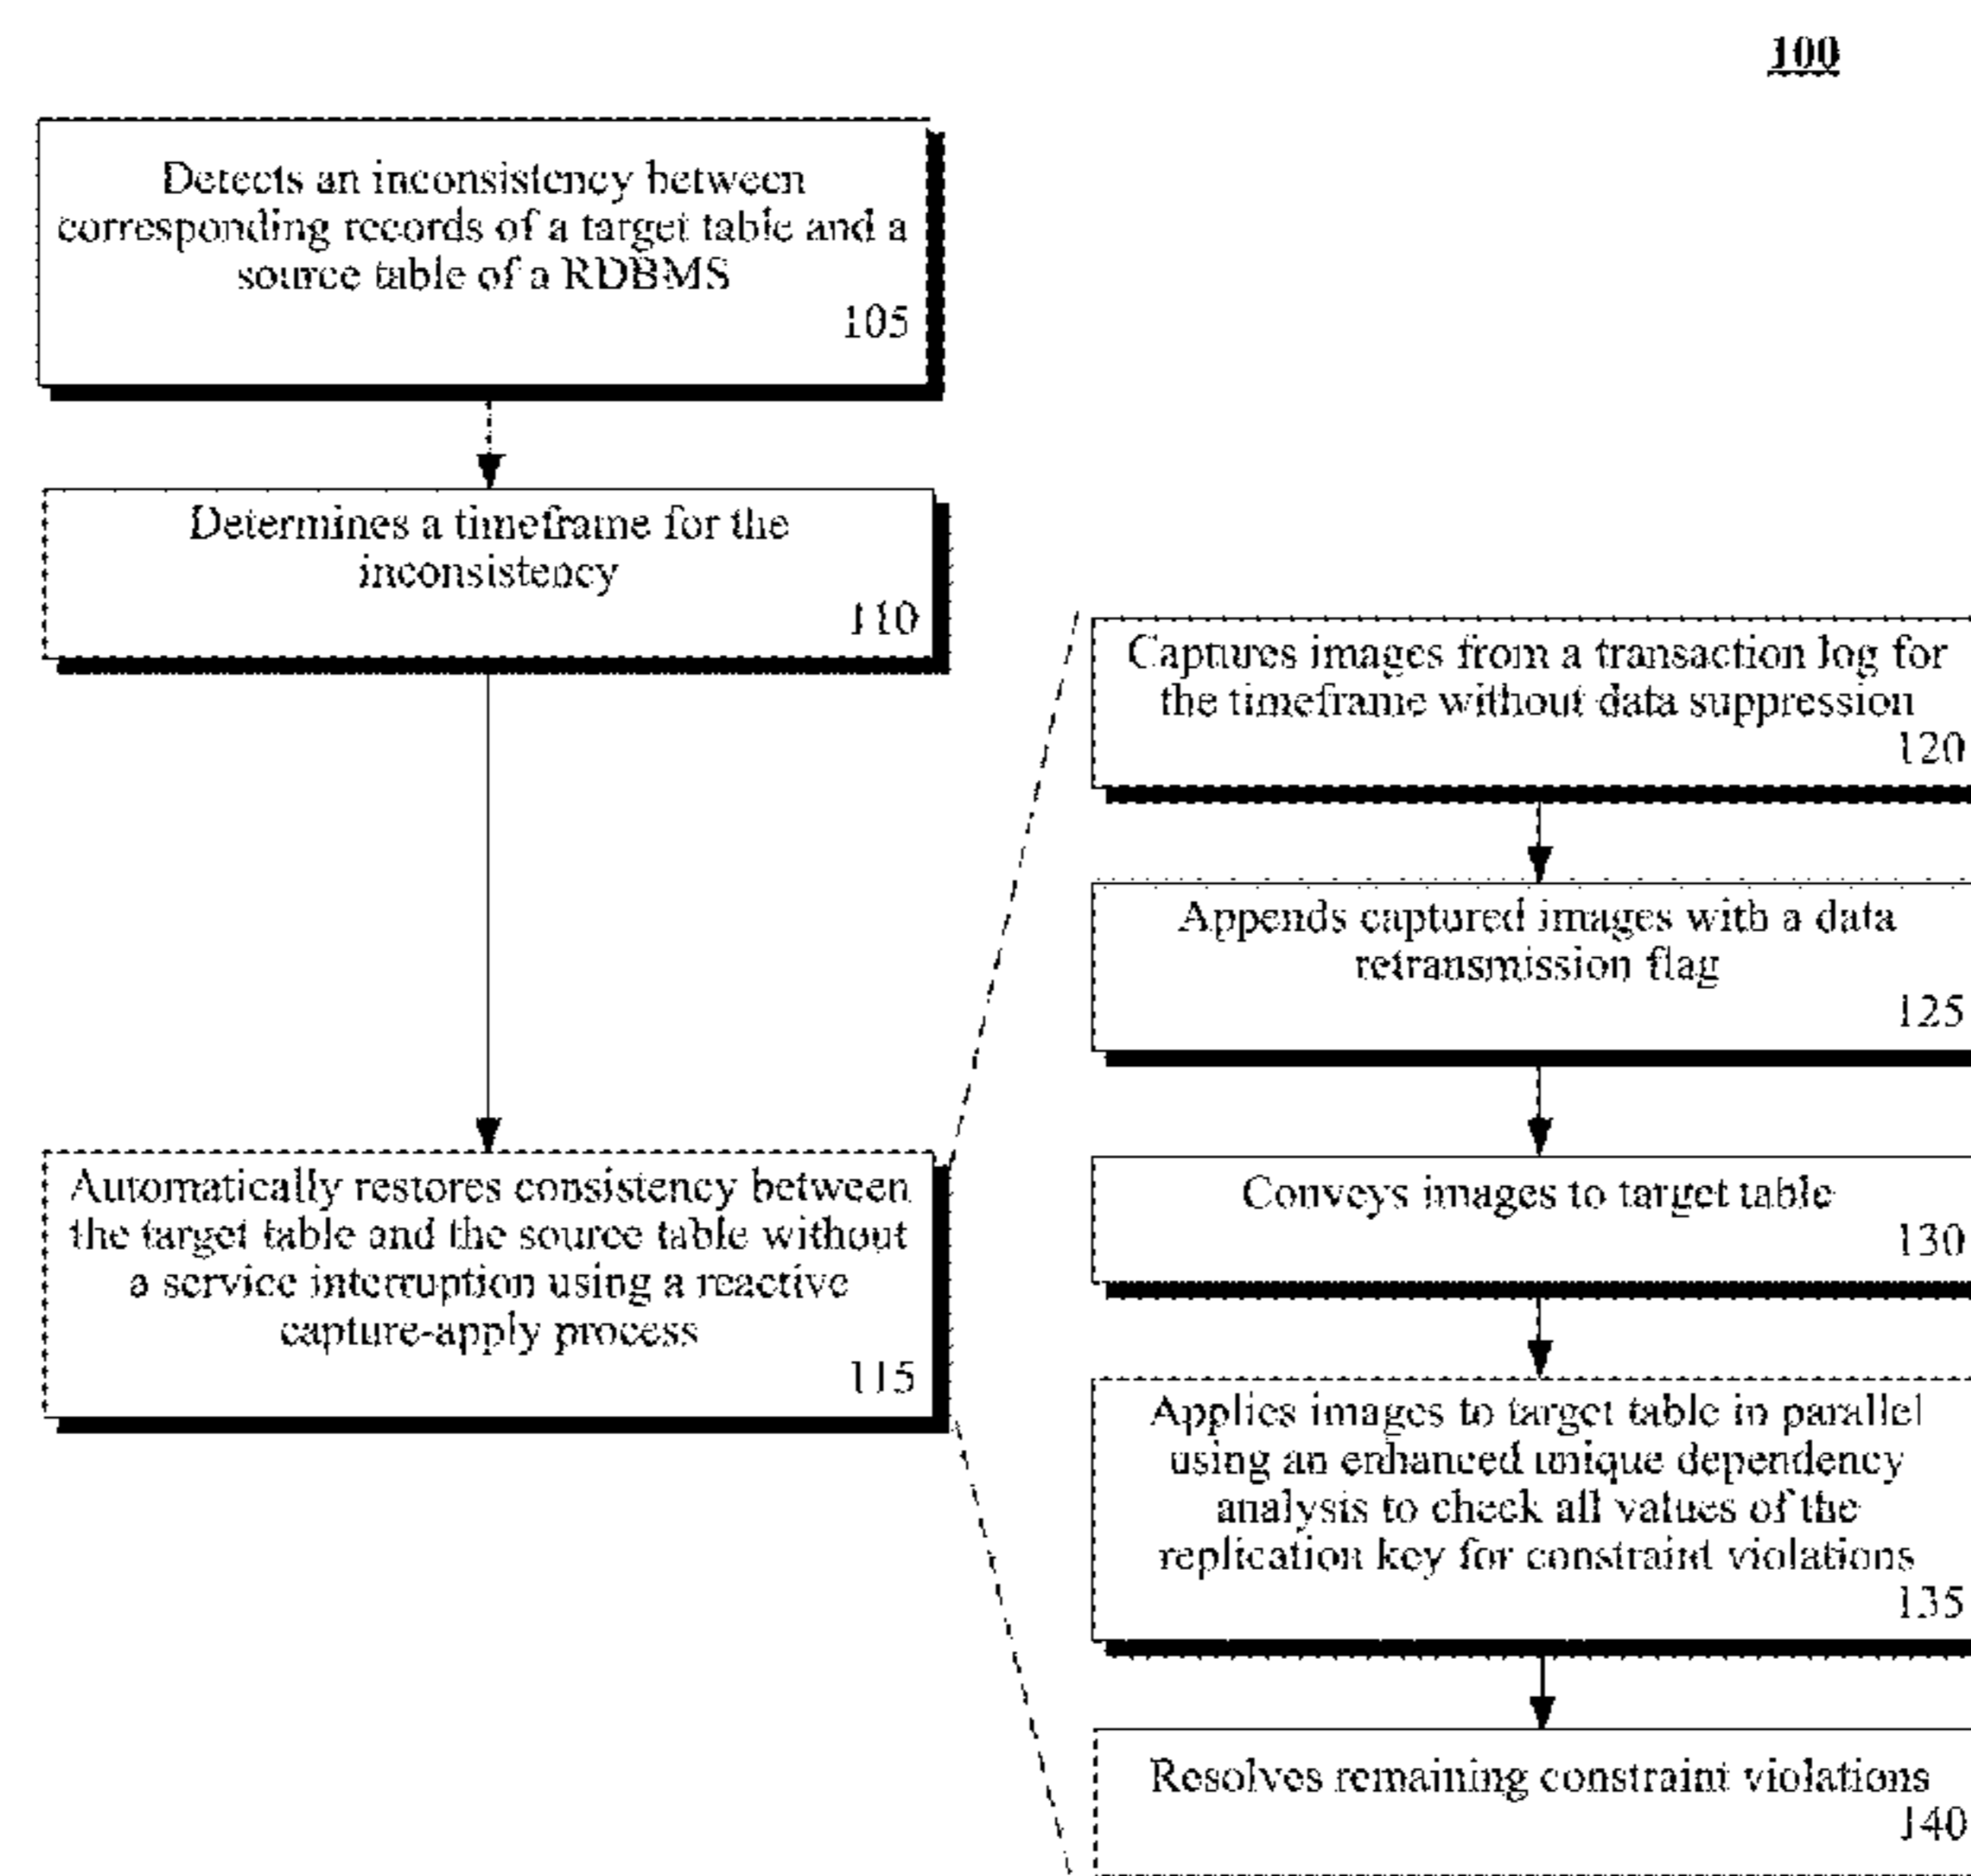 100
Detects an inconsistency between
corresponding records of a target table and a
source table of a RDBMS
105
Determines a timeframe for the
inconsistency
110
Automatically restores consistency between
the target table and the source table without
a service interruption using a reactive
capture-apply process
115
Captures images from a transaction log for
the timeframe without data suppression
120
Appends captured images with a data
retransmission flag
125
Conveys images to target table
130
Applies images to target table in parallel
using an enhanced unique dependency
analysis to check all values of the
replication key for constraint violations
135
Resolves remaining constraint violations
140